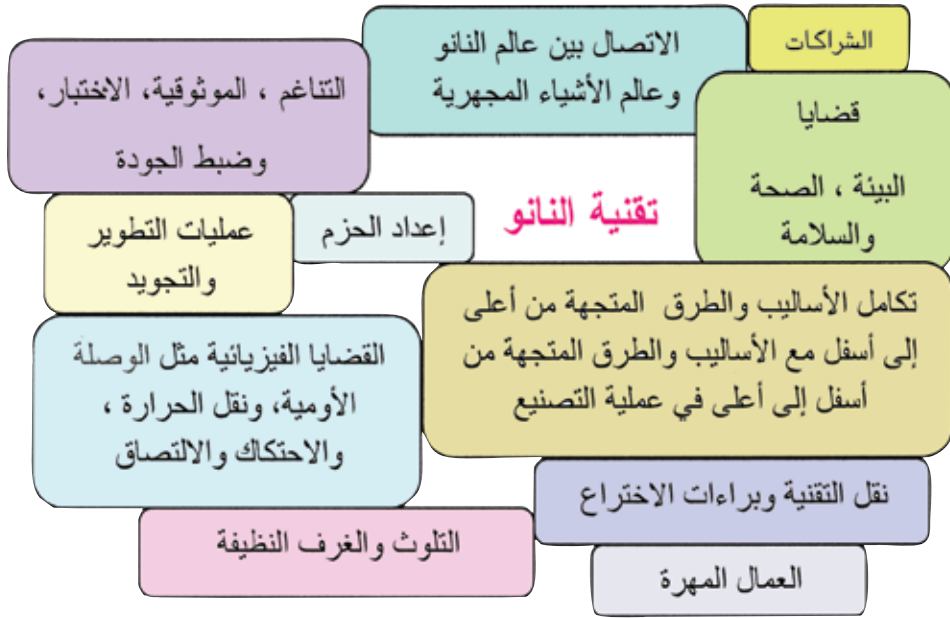 الشراكات
الاتصال بين عالم النانو
وعالم الأشياء المجهرية
التناغم ، الموثوقية، الاختبار،
وضبط الجودة
قضايا
البيئة ، الصحة
والسلامة
تقنية النانو
إعداد الحزم
عمليات التطوير
والتجويد
تكامل الأساليب والطرق المتجهة من أعلى
إلى أسفل مع الأساليب والطرق المتجهة من
أسفل إلى أعلى في عملية التصنيع
القضايا الفيزيائية مثل الوصلة
الأومية، ونقل الحرارة ،
والاحتكاك والالتصاق
نقل التقنية وبراءات الاختراع
التلوث والغرف النظيفة
العمال المهرة